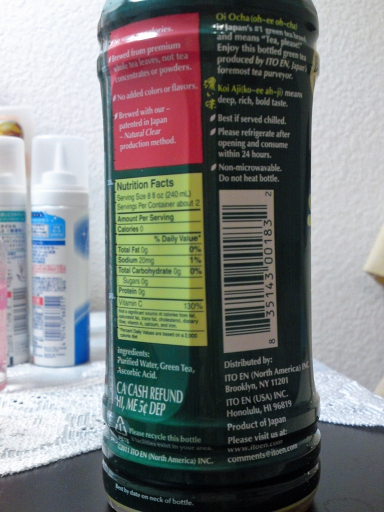 Brewed from premium
whole tea leaves, not tea
concentrates or powders.
No added colors or flavors.
Brewed with our
patented in Japan
Natural Clear
production method.
Nutrition Facts
Serving Size 8 fl oz (240 mL)
Servings Per Container about 2
Amount Per Serving
Calories 0
% Daily Value*
Total Fat 0g 0%
Sodium 20mg 1%
Total Carbohydrate 0g 0%
Sugars 0g
Protein 0g
Vitamin C 130%
Ingredients:
Purified Water, Green Tea,
Ascorbic Acid.
CA CASH REFUND
HI, ME 5¢ DEP
Please recycle this bottle
©2011 ITO EN (North America) INC.
Best by date on neck of bottle.
Oi Ocha (oh-ee oh-cha)
is Japan's #1 green tea brand
and means "Tea, please!"
Enjoy this bottled green tea
produced by ITO EN, Japan's
foremost tea purveyor.
Koi Aji (ko-ee ah-ji) means
deep, rich, bold taste.
Best if served chilled.
Please refrigerate after
opening and consume
within 24 hours.
Non-microwavable.
Do not heat bottle.
8 35143 00183 2
Distributed by:
ITO EN (North America) INC.
Brooklyn, NY 11201
ITO EN (USA) INC.
Honolulu, HI 96819
Product of Japan
Please visit us at:
www.itoen.com
comments@itoen.com